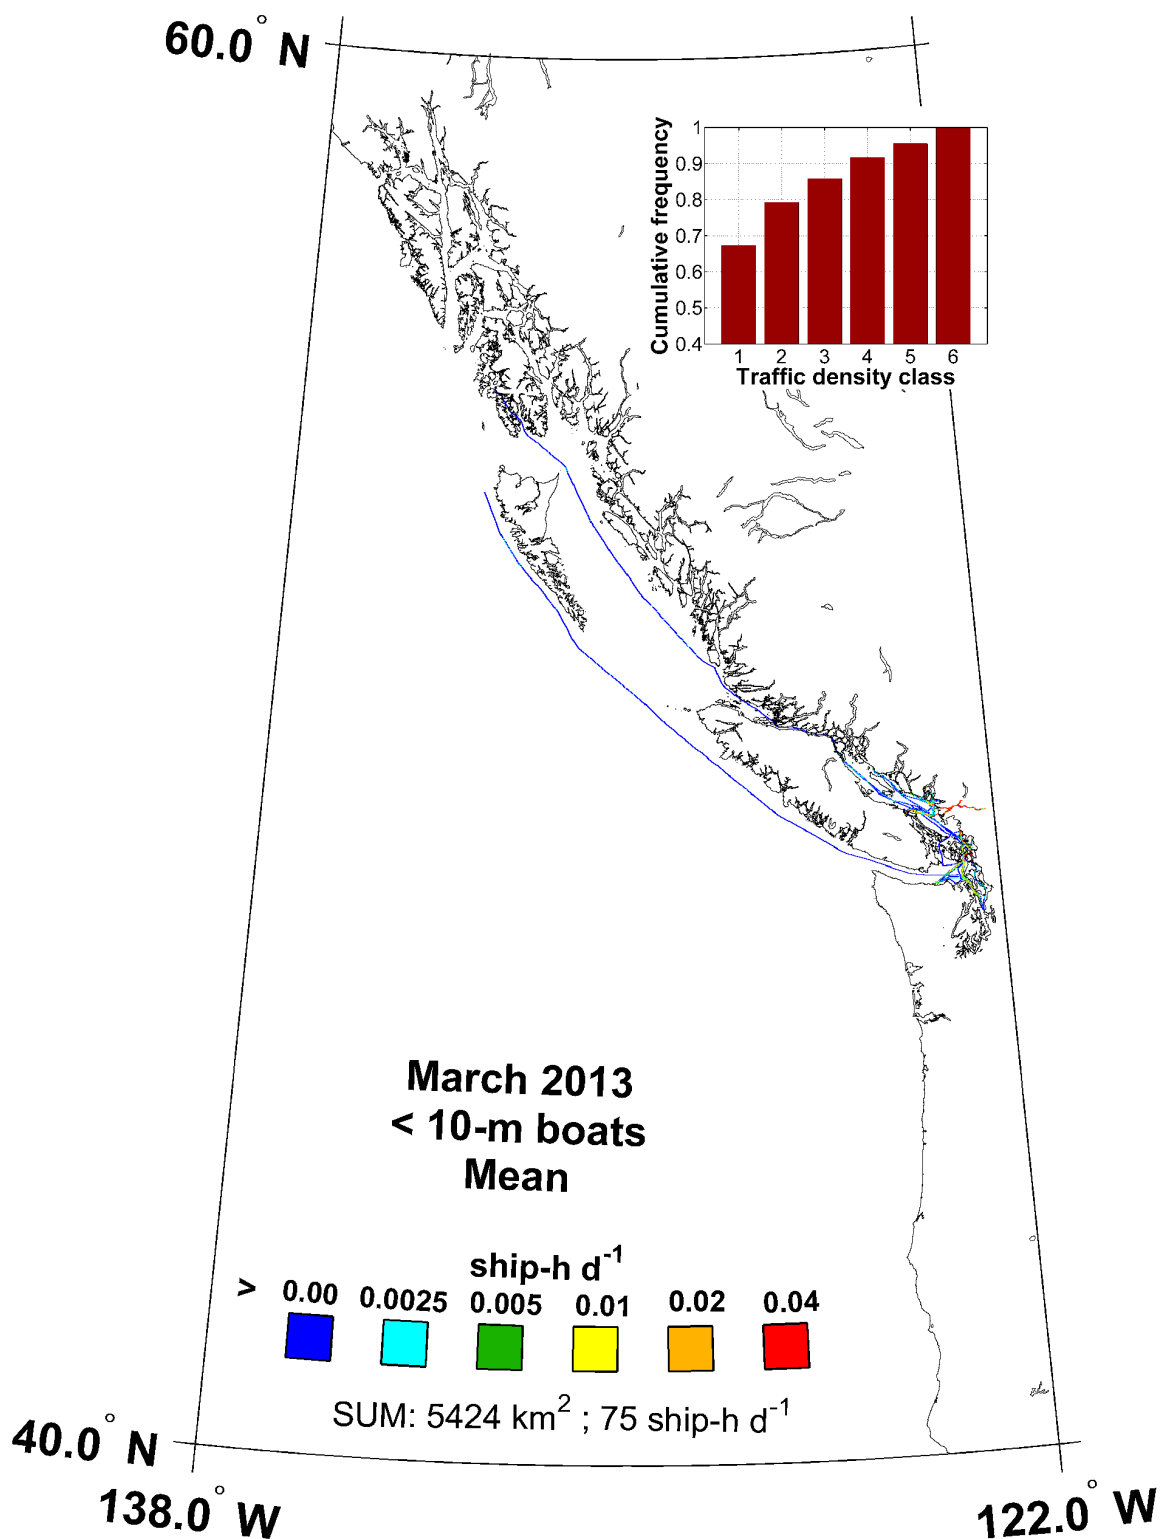 60.0° N
Cumulative frequency
1
0.9
0.8
0.7
0.6
0.5
0.4
1 2 3 4 5 6
Traffic density class
March 2013
< 10-m boats
Mean
ship-h d⁻¹
> 0.00 0.0025 0.005 0.01 0.02 0.04
SUM: 5424 km² ; 75 ship-h d⁻¹
40.0° N
138.0° W
122.0° W